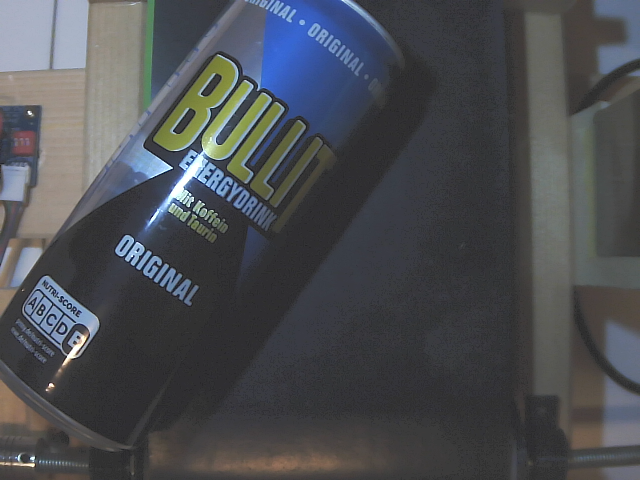 ORIGINAL • ORIGINAL •
BULLIT
ENERGYDRINK
Mit Koffein
und Taurin
ORIGINAL
NUTRI-SCORE
A B C D E